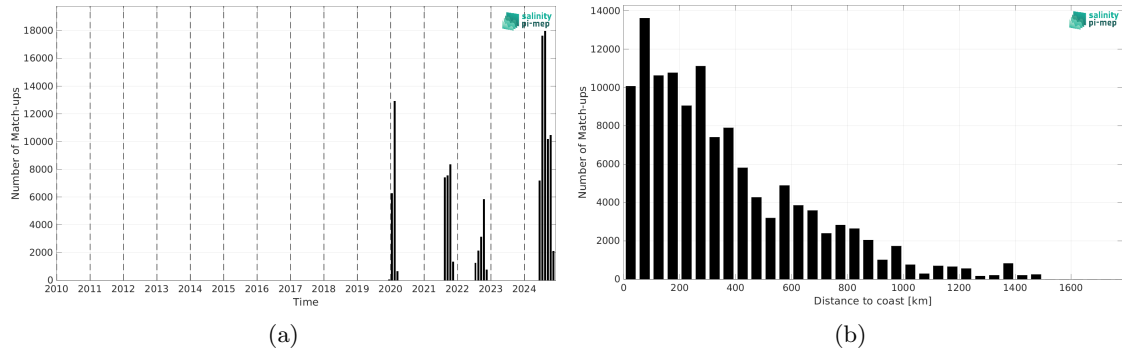 salinity
pi-mep
18000
16000
14000
12000
10000
8000
6000
4000
2000
0
Number of Match-ups
2010 2011 2012 2013 2014 2015 2016 2017 2018 2019 2020 2021 2022 2023 2024
Time
(a)
salinity
pi-mep
14000
12000
10000
8000
6000
4000
2000
0
Number of Match-ups
0 200 400 600 800 1000 1200 1400 1600
Distance to coast [km]
(b)